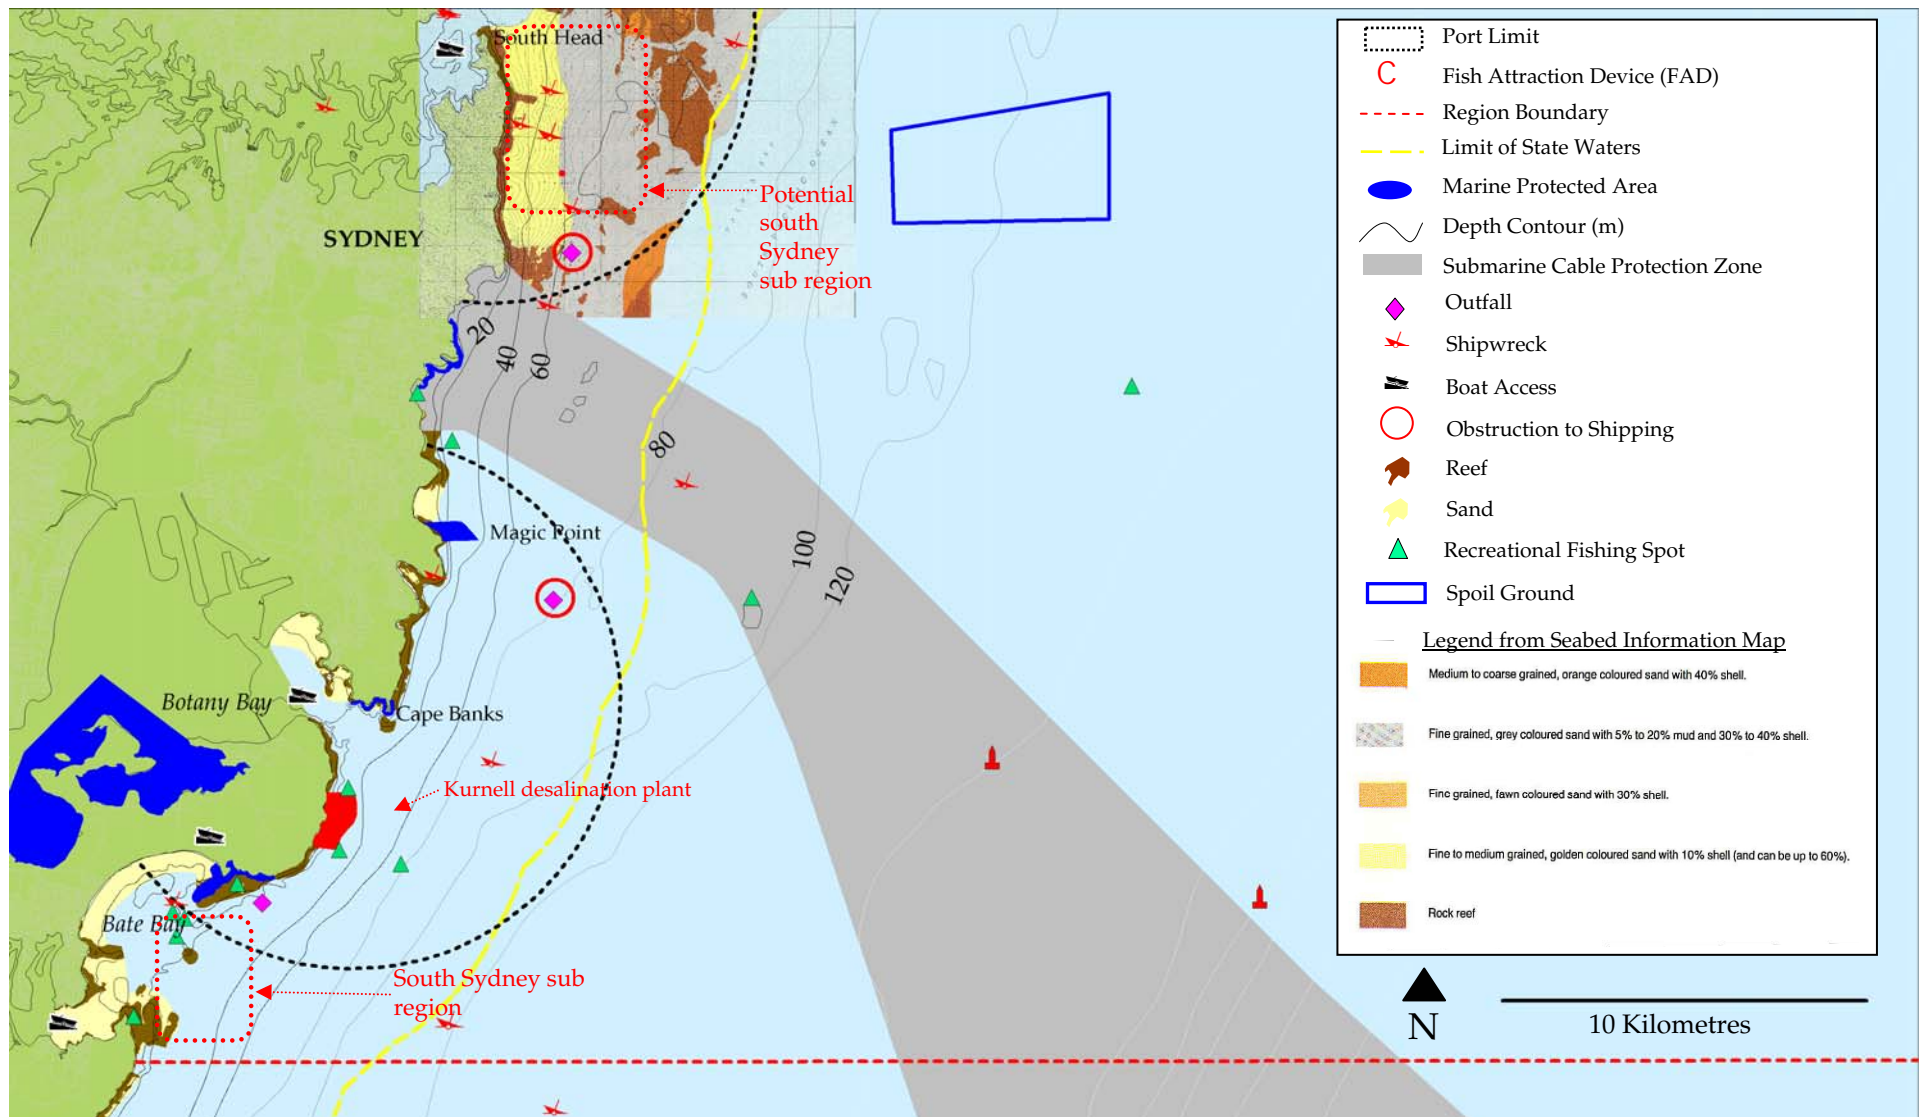 South Head
SYDNEY
Potential
south
Sydney
sub region
20
40
60
80
100
120
Magic Point
Botany Bay
Cape Banks
Kurnell desalination plant
Bate Bay
South Sydney sub
region
Port Limit
C
Fish Attraction Device (FAD)
Region Boundary
Limit of State Waters
Marine Protected Area
Depth Contour (m)
Submarine Cable Protection Zone
Outfall
Shipwreck
Boat Access
Obstruction to Shipping
Reef
Sand
Recreational Fishing Spot
Spoil Ground
Legend from Seabed Information Map
Medium to coarse grained, orange coloured sand with 40% shell.
Fine grained, grey coloured sand with 5% to 20% mud and 30% to 40% shell.
Fine grained, fawn coloured sand with 30% shell.
Fine to medium grained, golden coloured sand with 10% shell (and can be up to 60%).
Rock reef
N
10 Kilometres